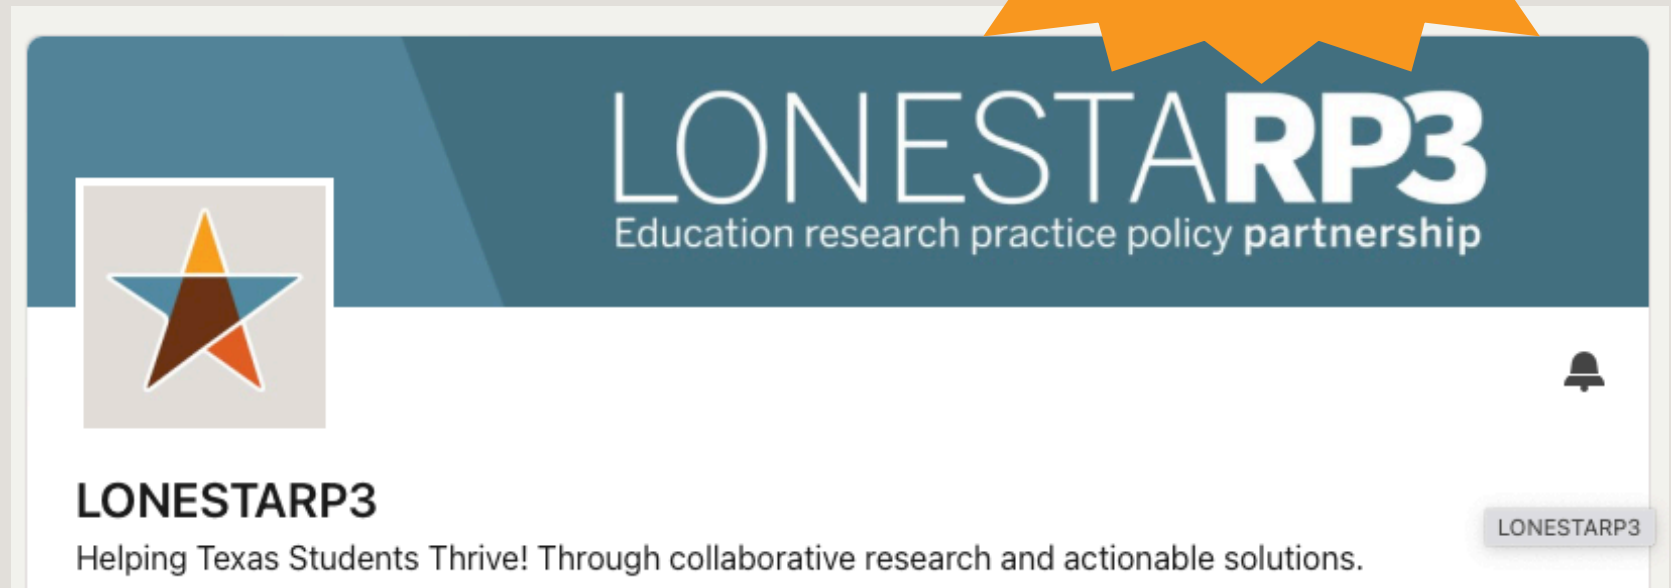 LONESTARP3
Education research practice policy partnership
LONESTARP3
LONESTARP3
Helping Texas Students Thrive! Through collaborative research and actionable solutions.